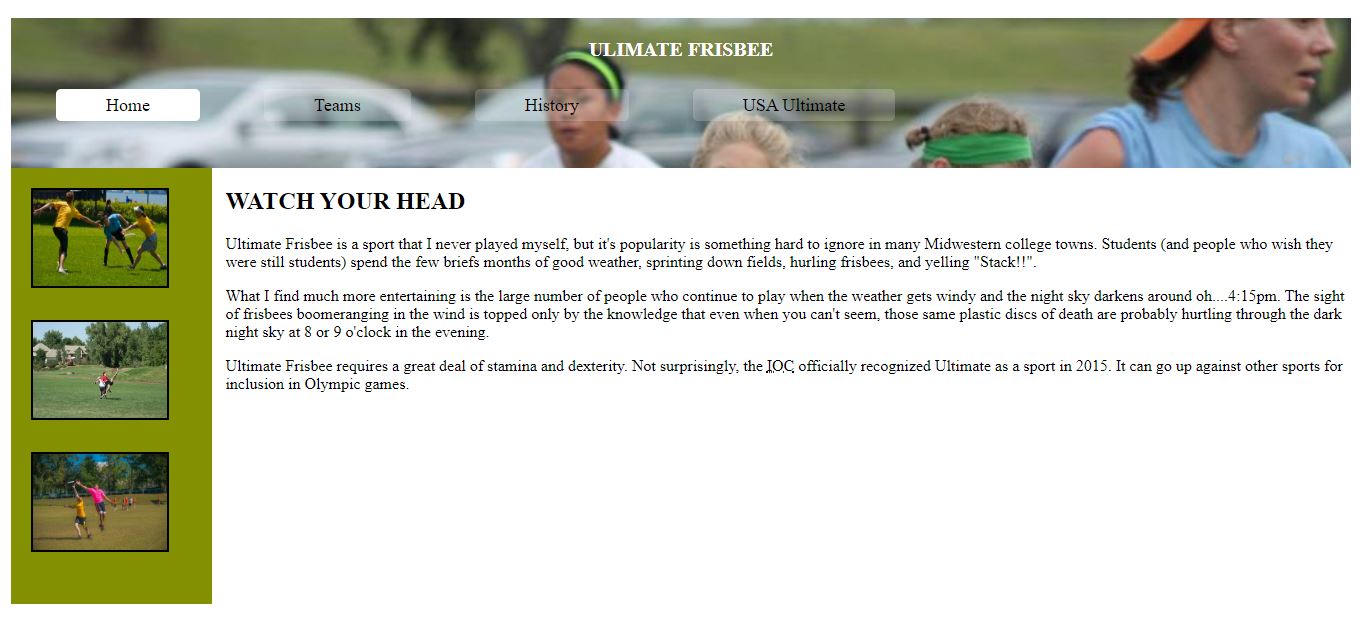 ULIMATE FRISBEE
Home Teams History USA Ultimate
WATCH YOUR HEAD
Ultimate Frisbee is a sport that I never played myself, but it's popularity is something hard to ignore in many Midwestern college towns. Students (and people who wish they
were still students) spend the few briefs months of good weather, sprinting down fields, hurling frisbees, and yelling "Stack!!".
What I find much more entertaining is the large number of people who continue to play when the weather gets windy and the night sky darkens around oh....4:15pm. The sight
of frisbees boomeranging in the wind is topped only by the knowledge that even when you can't seem, those same plastic discs of death are probably hurtling through the dark
night sky at 8 or 9 o'clock in the evening.
Ultimate Frisbee requires a great deal of stamina and dexterity. Not surprisingly, the IOC officially recognized Ultimate as a sport in 2015. It can go up against other sports for
inclusion in Olympic games.